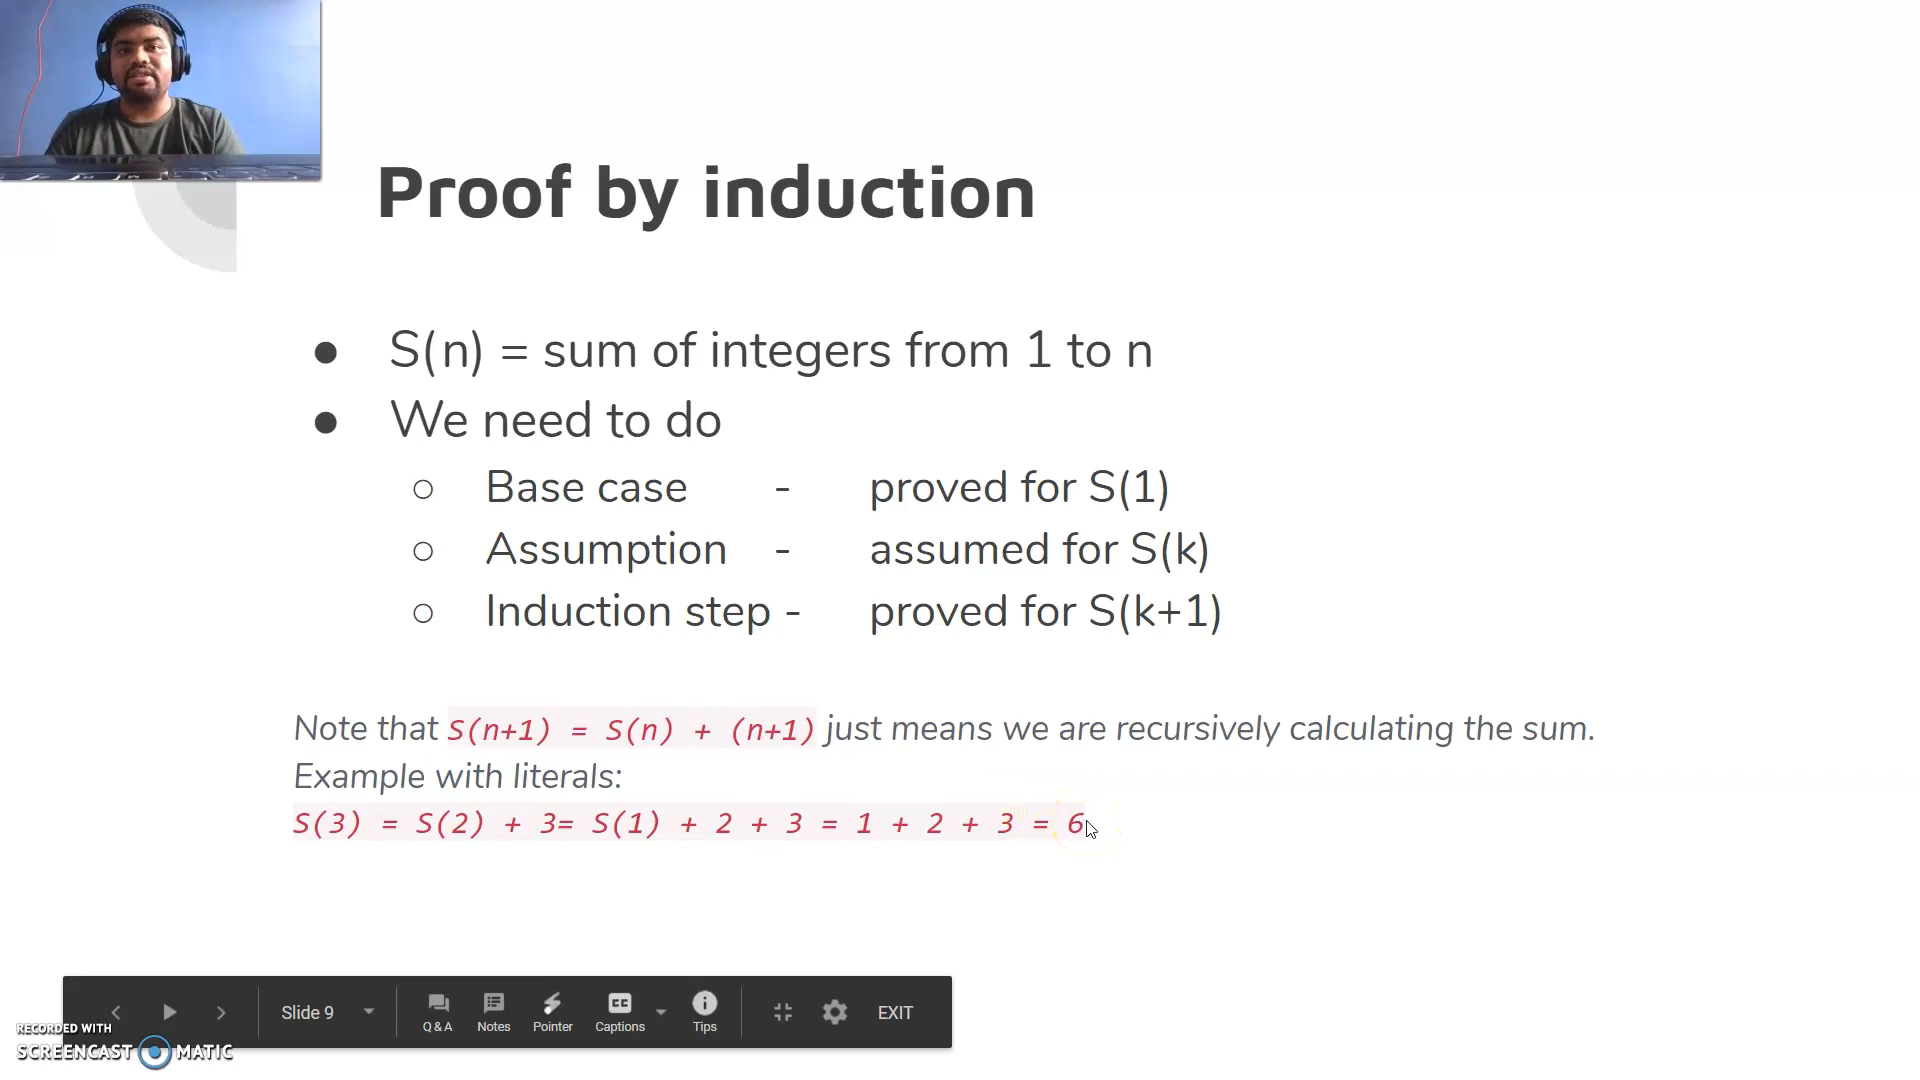 Proof by induction
● S(n) = sum of integers from 1 to n
● We need to do
○ Base case - proved for S(1)
○ Assumption - assumed for S(k)
○ Induction step - proved for S(k+1)
Note that S(n+1) = S(n) + (n+1) just means we are recursively calculating the sum.
Example with literals:
S(3) = S(2) + 3= S(1) + 2 + 3 = 1 + 2 + 3 = 6
Slide 9
Q & A
Notes
Pointer
CC
Captions
Tips
EXIT
RECORDED WITH
SCREENCAST MATIC